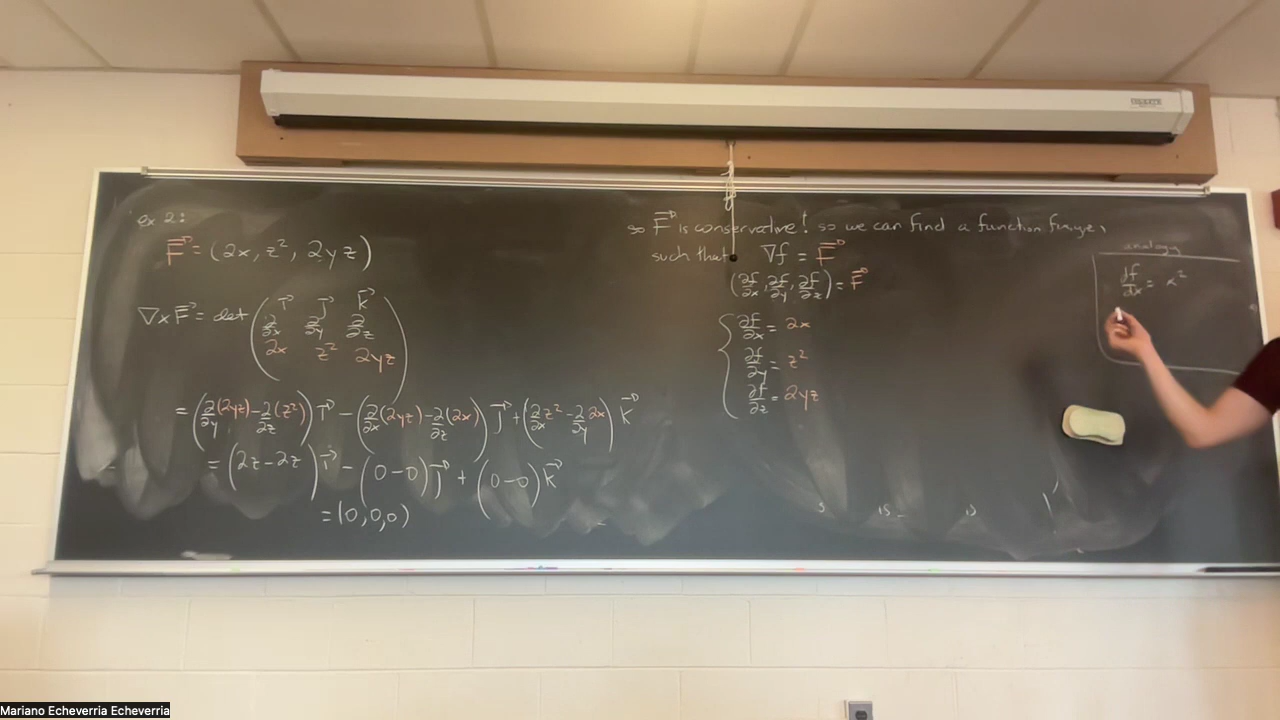 ex 2:
F⃗ = (2x, z², 2yz)
∇×F⃗ = det
i⃗ j⃗ k⃗
∂/∂x ∂/∂y ∂/∂z
2x z² 2yz
= (∂/∂y (2yz) - ∂/∂z (z²)) i⃗ - (∂/∂x (2yz) - ∂/∂z (2x)) j⃗ + (∂/∂x z² - ∂/∂y 2x) k⃗
= (2z - 2z) i⃗ - (0-0) j⃗ + (0-0) k⃗
= (0,0,0)
so F⃗ is conservative! so we can find a function
such that ∇f = F⃗
(∂f/∂x, ∂f/∂y, ∂f/∂z) = F⃗
∂f/∂x = 2x
∂f/∂y = z²
∂f/∂z = 2yz
analogy
df/dx = x²
Mariano Echeverria Echeverria